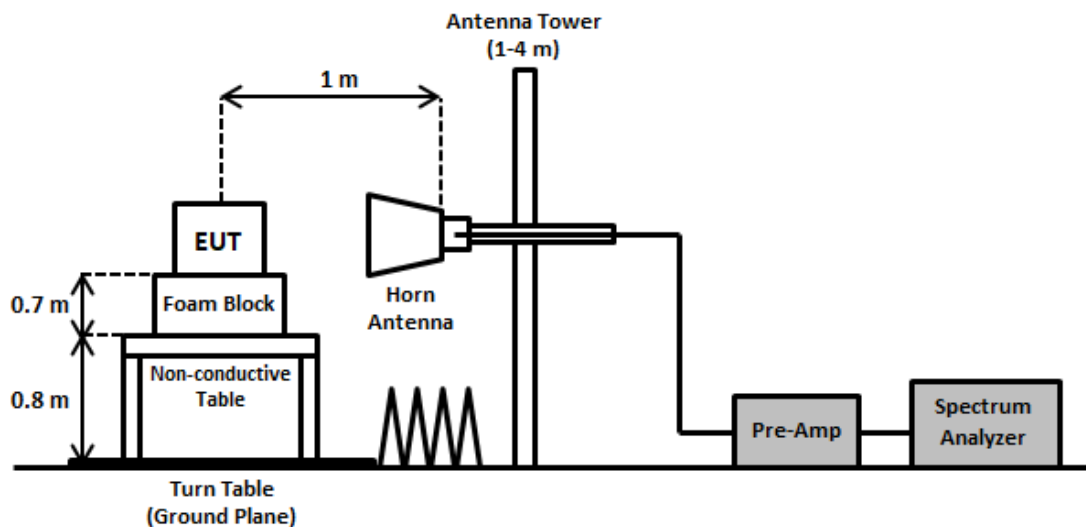 Antenna Tower
(1-4 m)
1 m
EUT
0.7 m
Foam Block
Horn
Antenna
0.8 m
Non-conductive
Table
Pre-Amp
Spectrum
Analyzer
Turn Table
(Ground Plane)